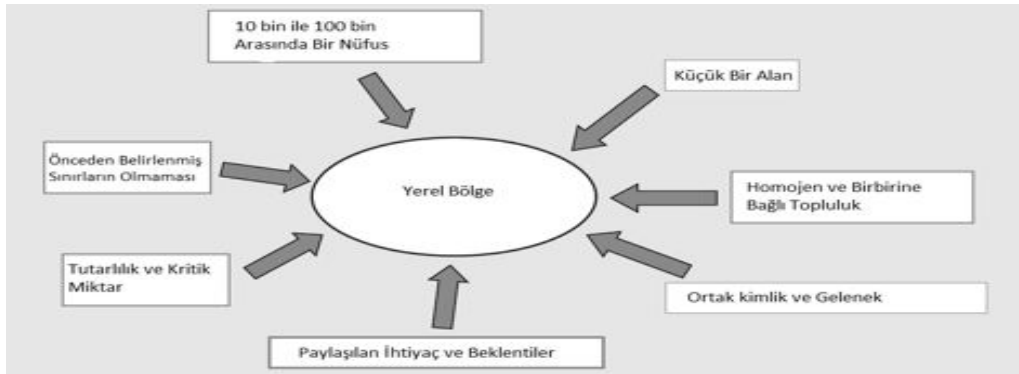 10 bin ile 100 bin
Arasında Bir Nüfus
Küçük Bir Alan
Önceden Belirlenmiş
Sınırların Olmaması
Yerel Bölge
Homojen ve Birbirine
Bağlı Topluluk
Tutarlılık ve Kritik
Miktar
Ortak kimlik ve Gelenek
Paylaşılan İhtiyaç ve Beklentiler